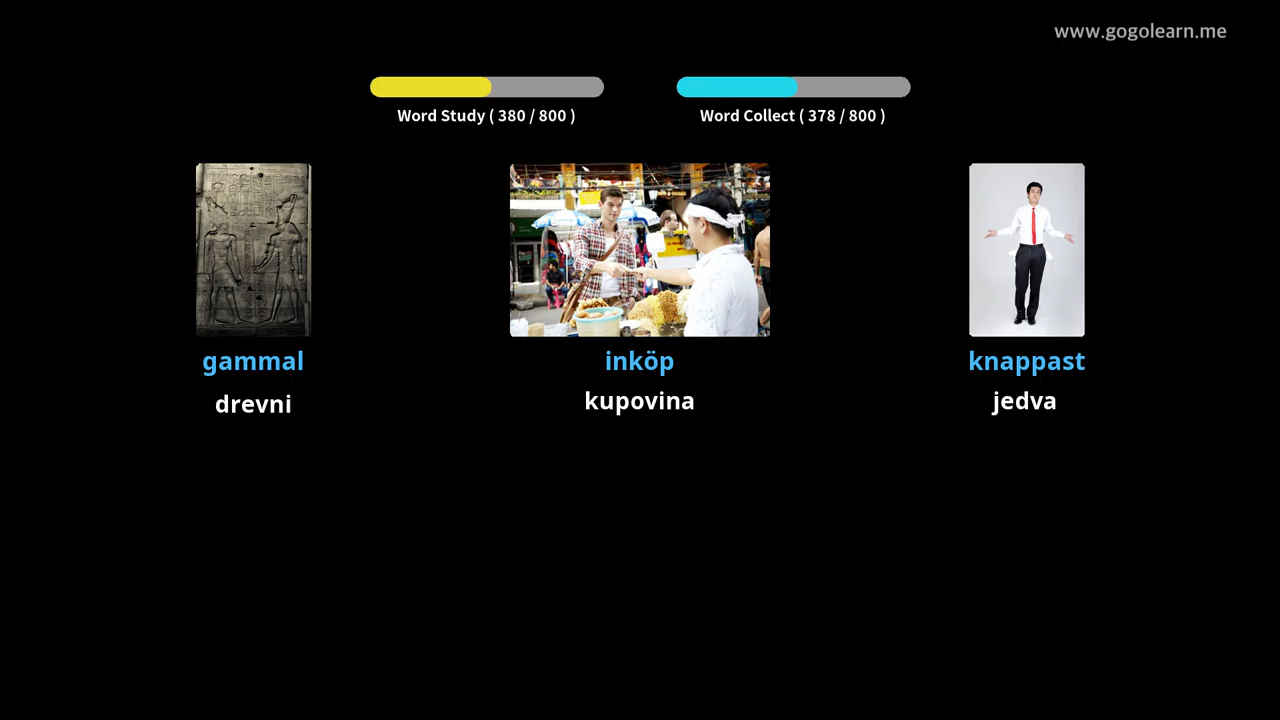 www.gogolearn.me
Word Study ( 380 / 800 )
Word Collect ( 378 / 800 )
gammal
inköp
knappast
drevni
kupovina
jedva